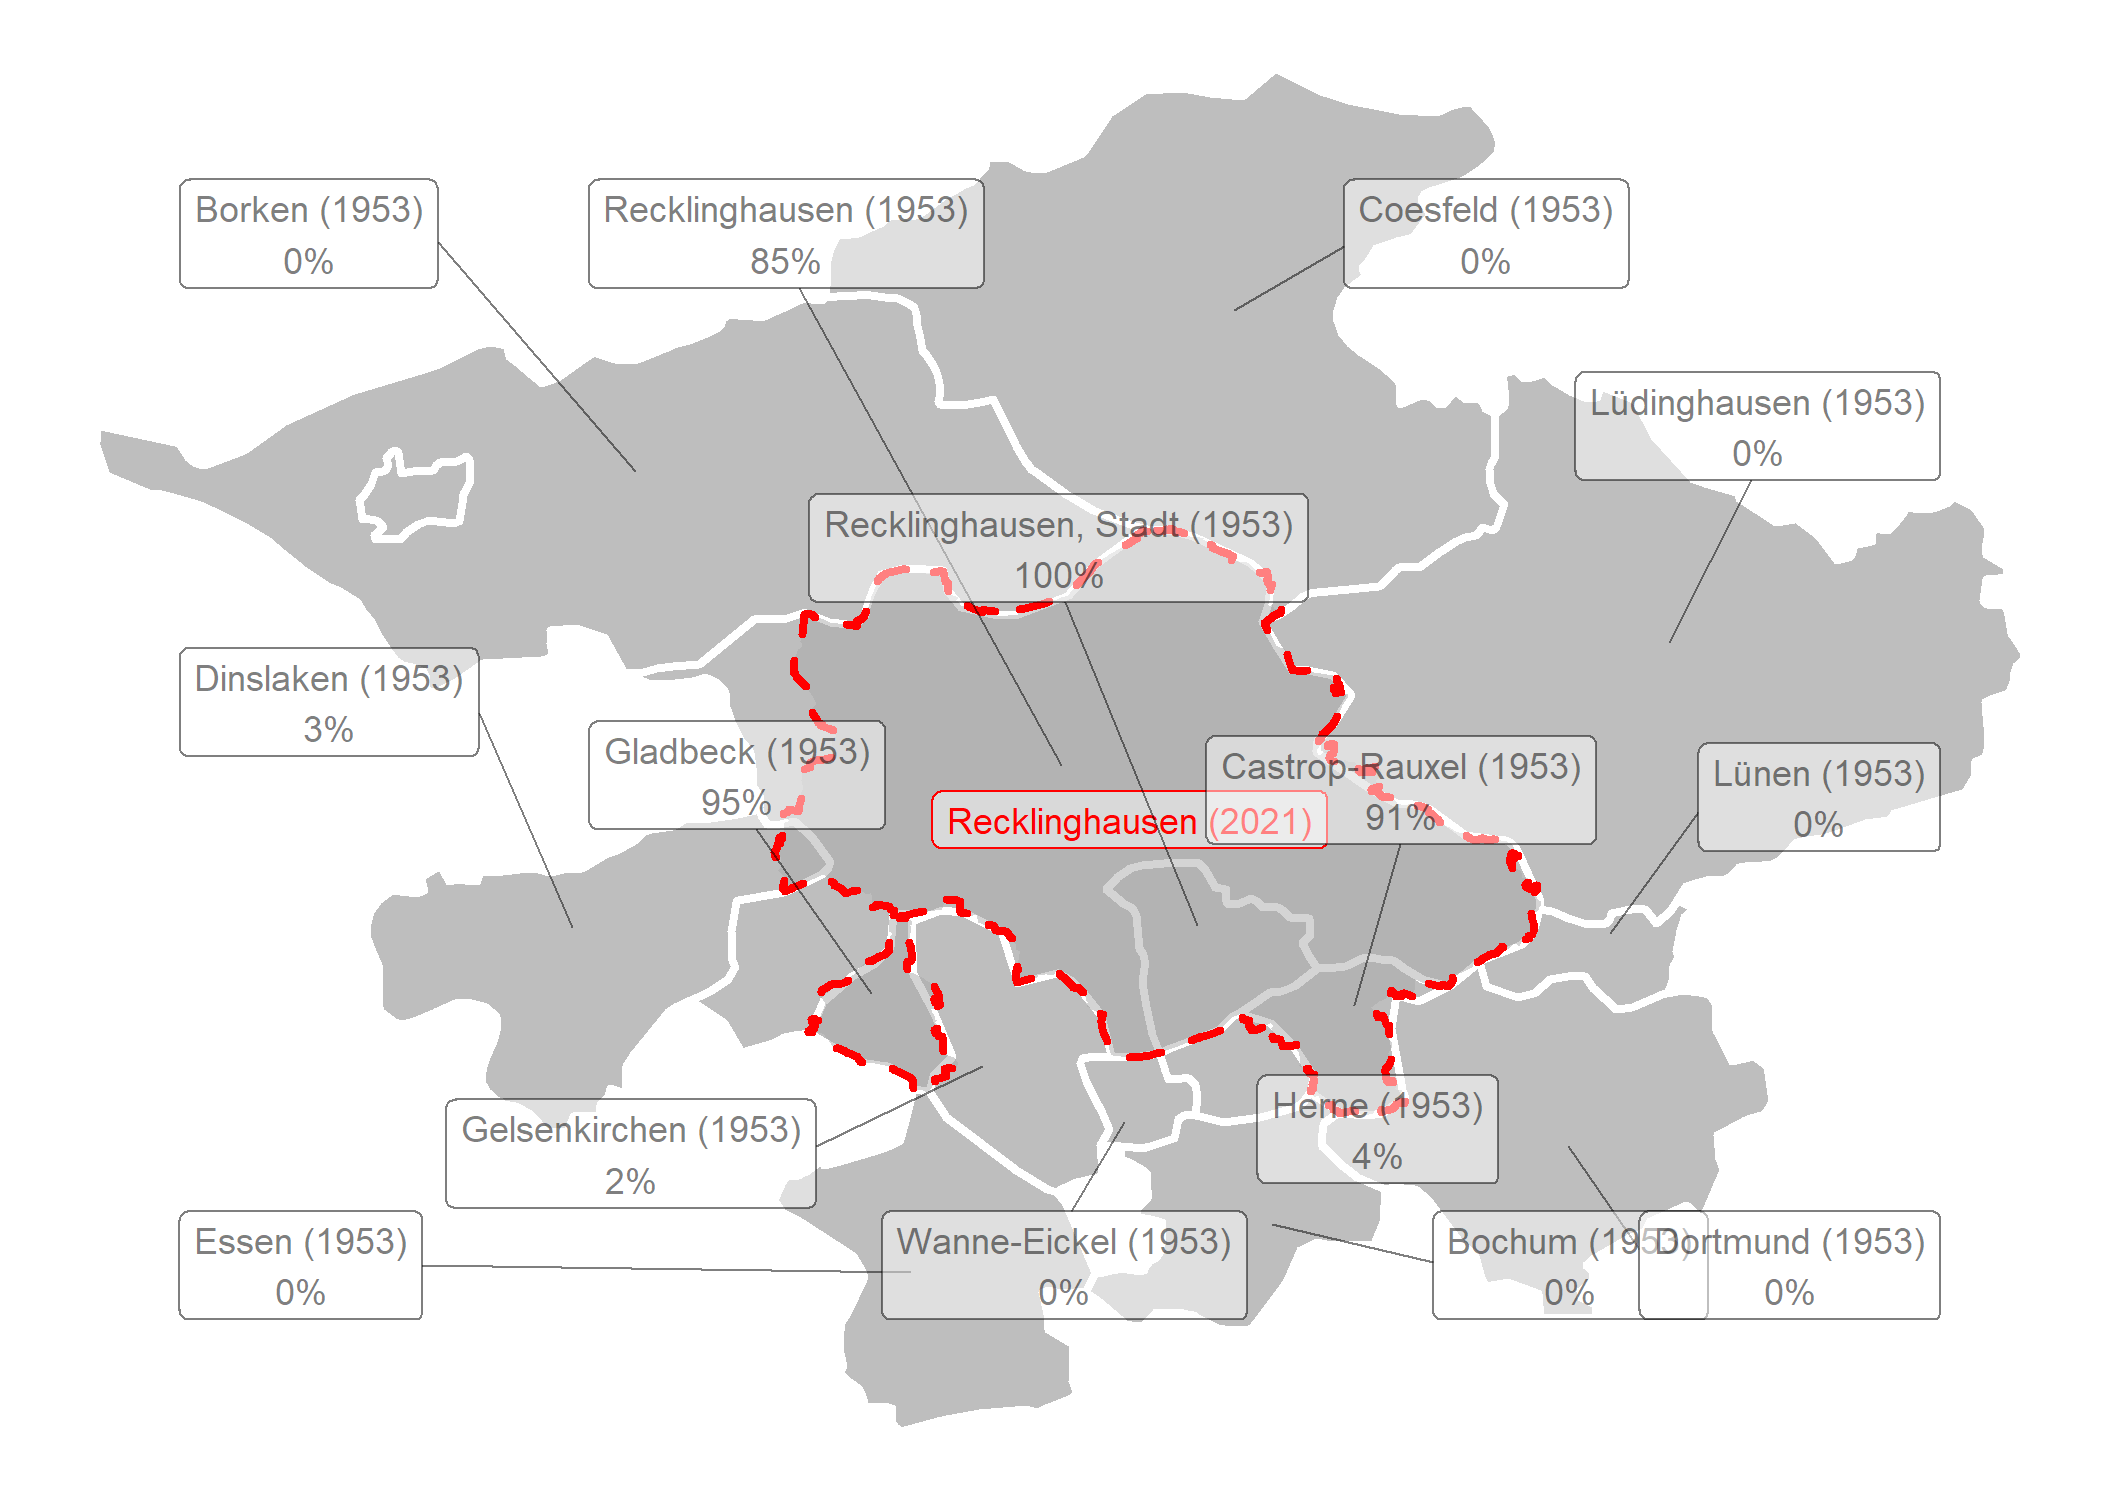 Borken (1953)
0%
Recklinghausen (1953)
85%
Coesfeld (1953)
0%
Lüdinghausen (1953)
0%
Recklinghausen, Stadt (1953)
100%
Dinslaken (1953)
3%
Gladbeck (1953)
95%
Castrop-Rauxel (1953)
91%
Lünen (1953)
0%
Recklinghausen (2021)
Herne (1953)
4%
Gelsenkirchen (1953)
2%
Essen (1953)
0%
Wanne-Eickel (1953)
0%
Bochum (1953)
0%
Dortmund (1953)
0%